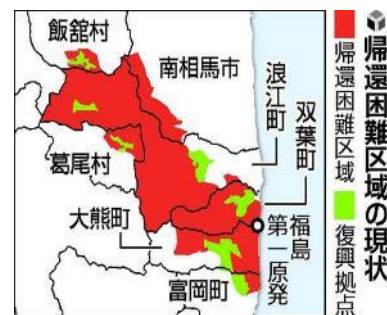 帰還困難区域の現状
帰還困難区域
復興拠点
飯舘村
南相馬市
浪江町
双葉町
葛尾村
大熊町
福島
第一原発
富岡町